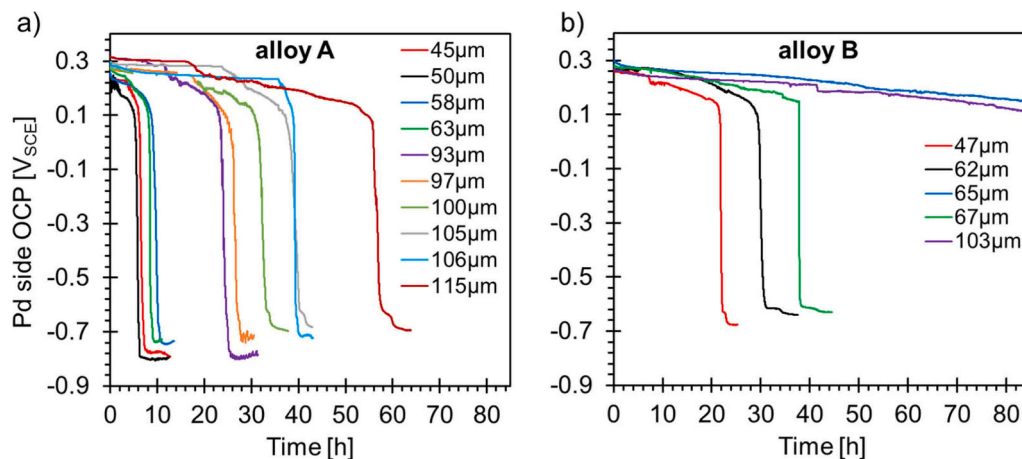 a)
alloy A
45µm
50µm
58µm
63µm
93µm
97µm
100µm
105µm
106µm
115µm
Pd side OCP [V_SCE]
0.3
0.1
-0.1
-0.3
-0.5
-0.7
-0.9
0 10 20 30 40 50 60 70 80
Time [h]
b)
alloy B
47µm
62µm
65µm
67µm
103µm
0.3
0.1
-0.1
-0.3
-0.5
-0.7
-0.9
0 10 20 30 40 50 60 70 80
Time [h]